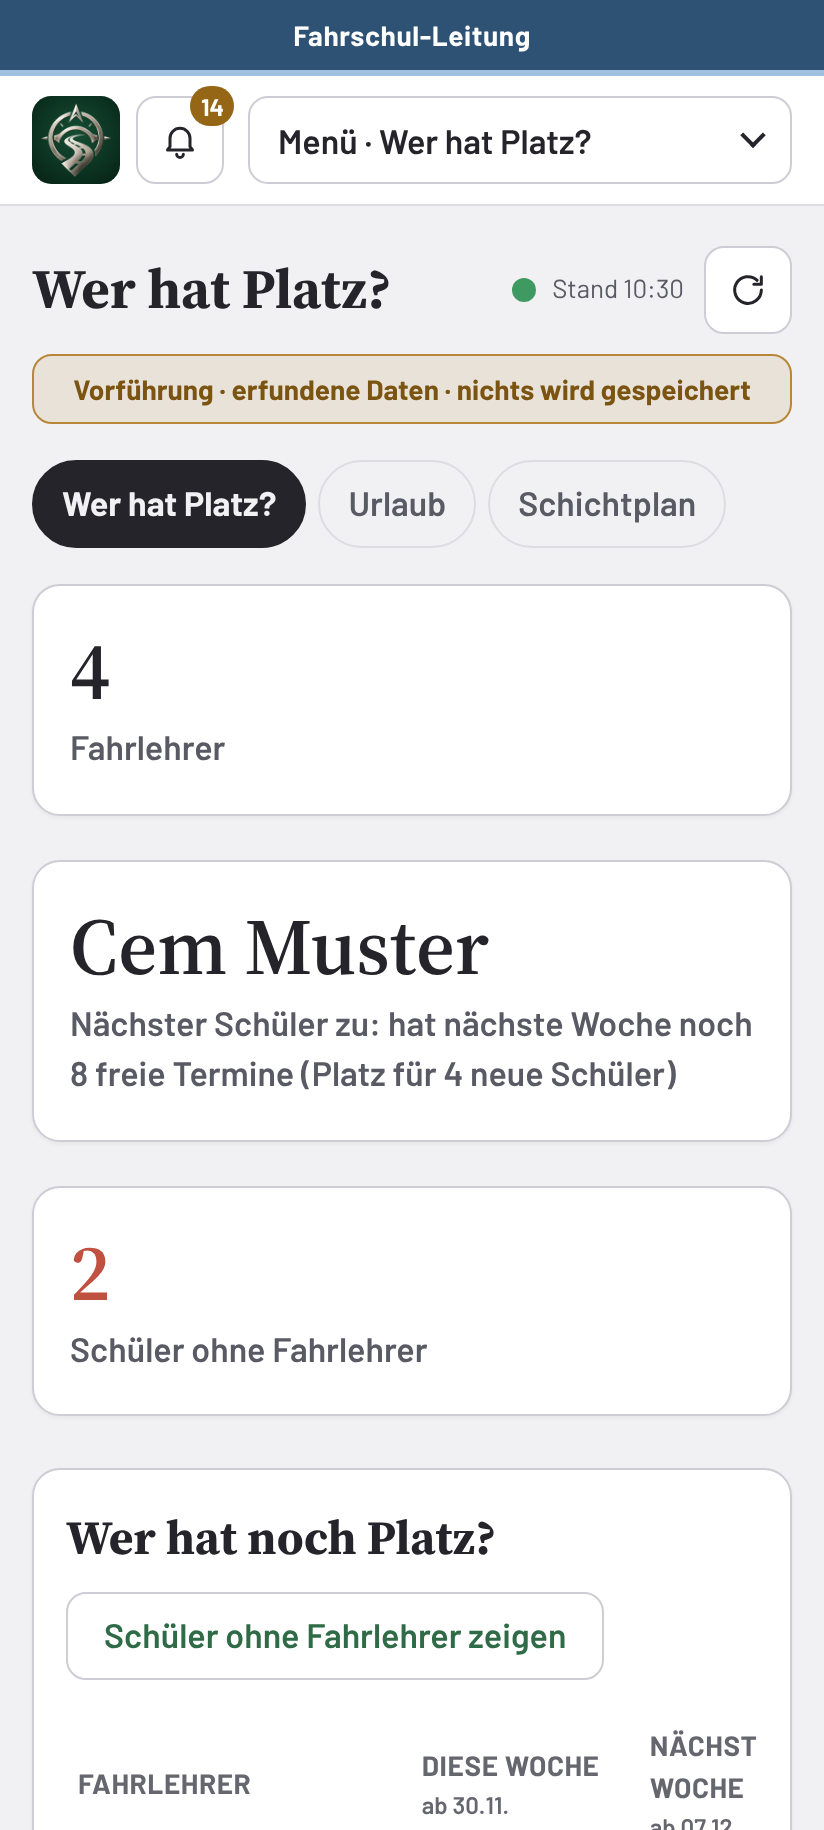 Fahrschul-Leitung
14
Menü · Wer hat Platz?
Wer hat Platz?
Stand 10:30
Vorführung · erfundene Daten · nichts wird gespeichert
Wer hat Platz?
Urlaub
Schichtplan
4
Fahrlehrer
Cem Muster
Nächster Schüler zu: hat nächste Woche noch
8 freie Termine (Platz für 4 neue Schüler)
2
Schüler ohne Fahrlehrer
Wer hat noch Platz?
Schüler ohne Fahrlehrer zeigen
FAHRLEHRER
DIESE WOCHE
ab 30.11.
NÄCHST
WOCHE
ab 07.12.